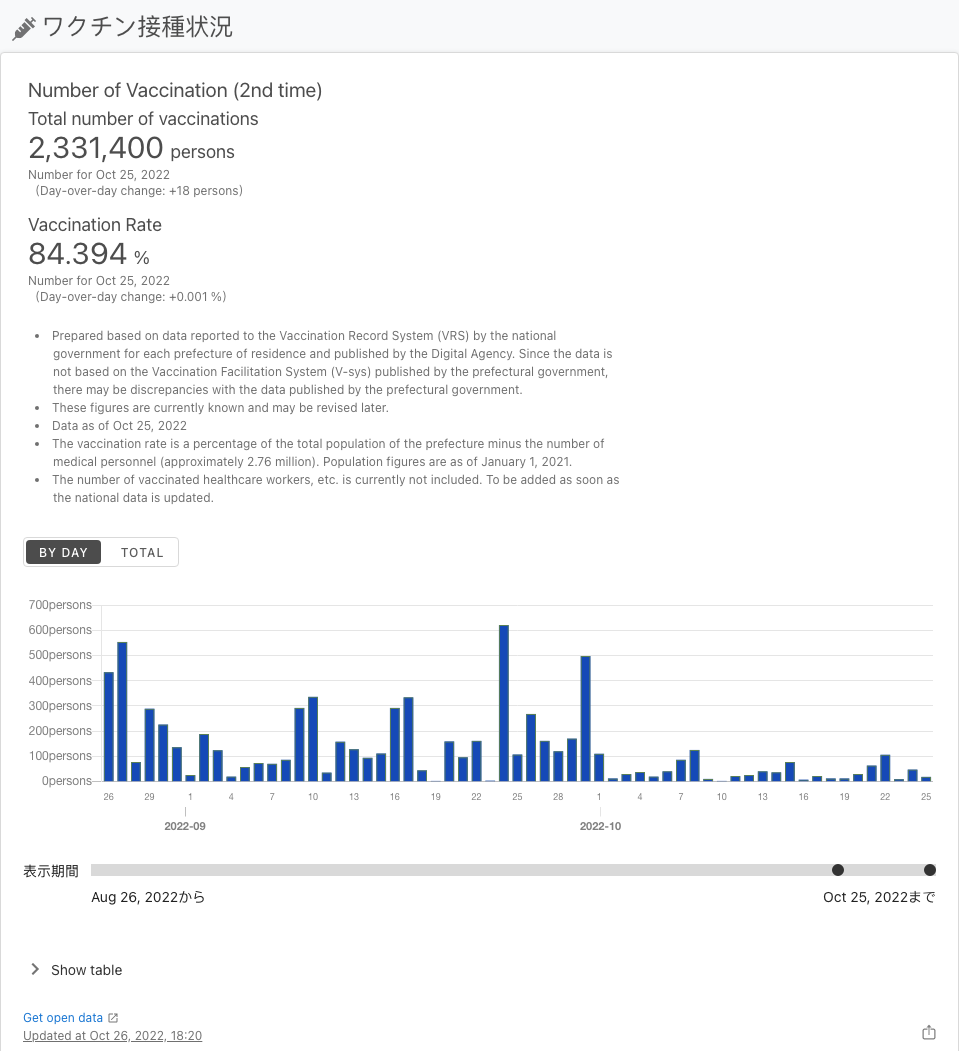 ワクチン接種状況
Number of Vaccination (2nd time)
Total number of vaccinations
2,331,400 persons
Number for Oct 25, 2022
(Day-over-day change: +18 persons)
Vaccination Rate
84.394 %
Number for Oct 25, 2022
(Day-over-day change: +0.001 %)
• Prepared based on data reported to the Vaccination Record System (VRS) by the national
government for each prefecture of residence and published by the Digital Agency. Since the data is
not based on the Vaccination Facilitation System (V-sys) published by the prefectural government,
there may be discrepancies with the data published by the prefectural government.
• These figures are currently known and may be revised later.
• Data as of Oct 25, 2022
• The vaccination rate is a percentage of the total population of the prefecture minus the number of
medical personnel (approximately 2.76 million). Population figures are as of January 1, 2021.
• The number of vaccinated healthcare workers, etc. is currently not included. To be added as soon as
the national data is updated.
BY DAY TOTAL
700persons
600persons
500persons
400persons
300persons
200persons
100persons
0persons
26 29 1 4 7 10 13 16 19 22 25 28 1 4 7 10 13 16 19 22 25
2022-09 2022-10
表示期間
Aug 26, 2022から Oct 25, 2022まで
Show table
Get open data
Updated at Oct 26, 2022, 18:20